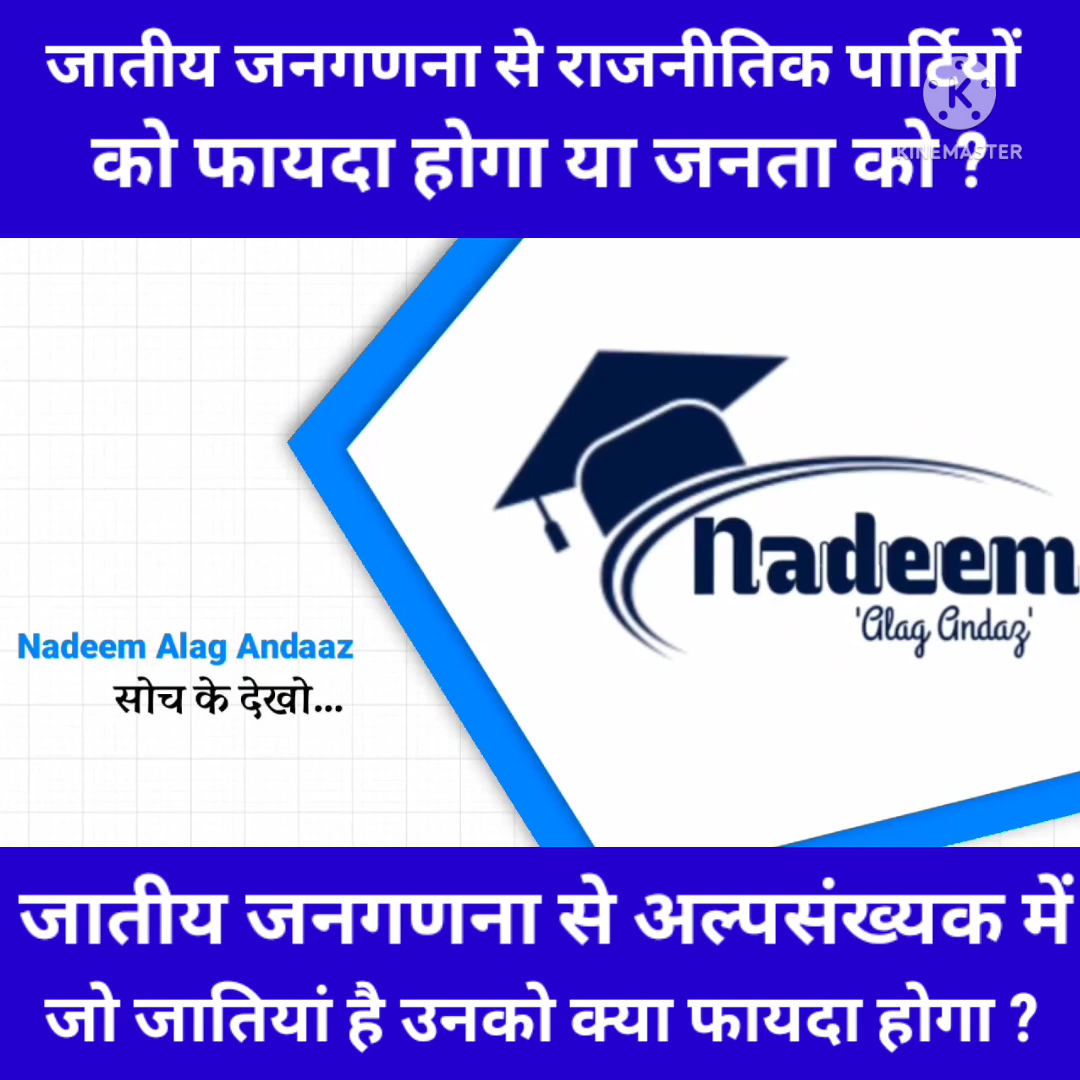 जातीय जनगणना से राजनीतिक पार्टियों
को फायदा होगा या जनता को ?
K
KINEMASTER
Nadeem
'Alag Andaz'
Nadeem Alag Andaaz
सोच के देखो...
जातीय जनगणना से अल्पसंख्यक में
जो जातियां है उनको क्या फायदा होगा ?